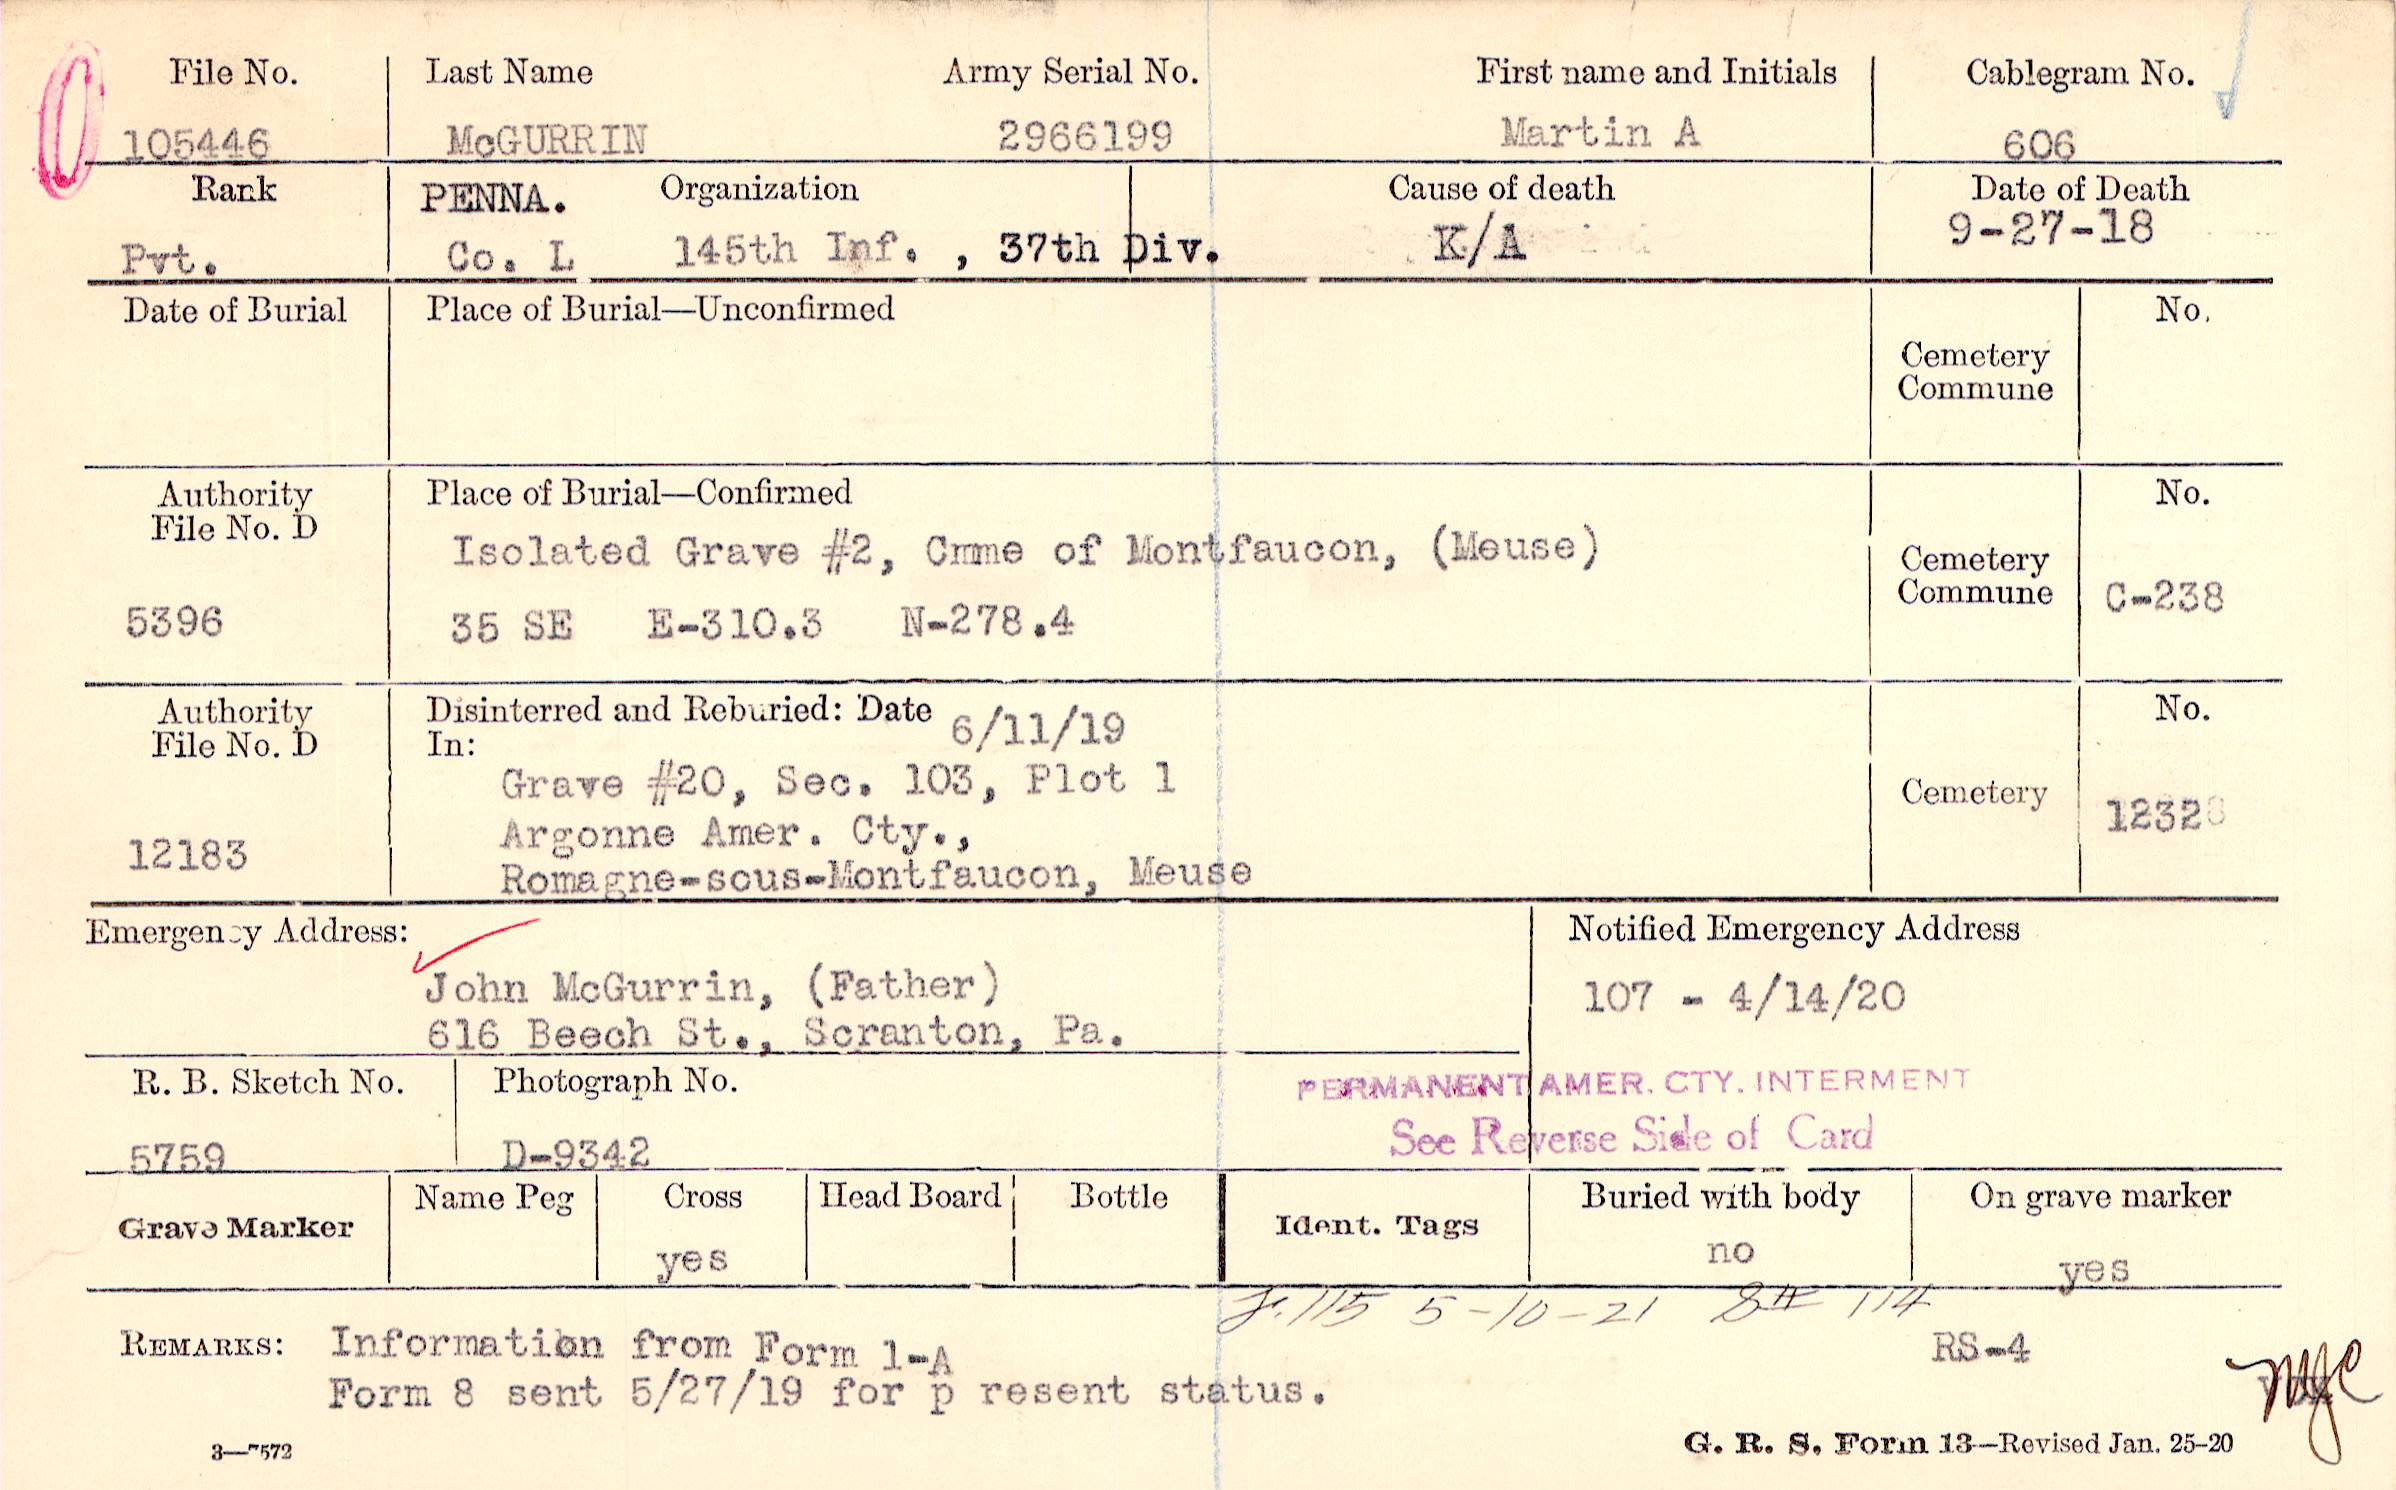 File No. Last Name Army Serial No. First name and Initials Cablegram No.
105446 McGURRIN 2966199 Martin A 606
Rank PENNA. Organization Cause of death Date of Death
Pvt. Co. L 145th Inf. , 37th Div. K/A 9-27-18
Date of Burial Place of Burial—Unconfirmed No.
Cemetery
Commune
Authority Place of Burial—Confirmed No.
File No. D
Isolated Grave #2, Cmme of Montfaucon, (Meuse) Cemetery
Commune C-238
5396 35 SE E-310.3 N-278.4
Authority Disinterred and Reburied: Date 6/11/19 No.
File No. D In:
Grave #20, Sec. 103, Plot 1 Cemetery
12328
Argonne Amer. Cty.,
12183
Romagne-sous-Montfaucon, Meuse
Emergency Address: Notified Emergency Address
John McGurrin, (Father) 107 - 4/14/20
616 Beech St., Scranton, Pa.
R. B. Sketch No. Photograph No. PERMANENT AMER. CTY. INTERMENT
See Reverse Side of Card
5759 D-9342
Grave Marker Name Peg Cross Head Board Bottle Ident. Tags Buried with body On grave marker
yes no yes
115 5-10-21 114
REMARKS: Information from Form 1-A RS-4
Form 8 sent 5/27/19 for p resent status.
MJC
3—7572 G. R. S. Form 13—Revised Jan. 25-20